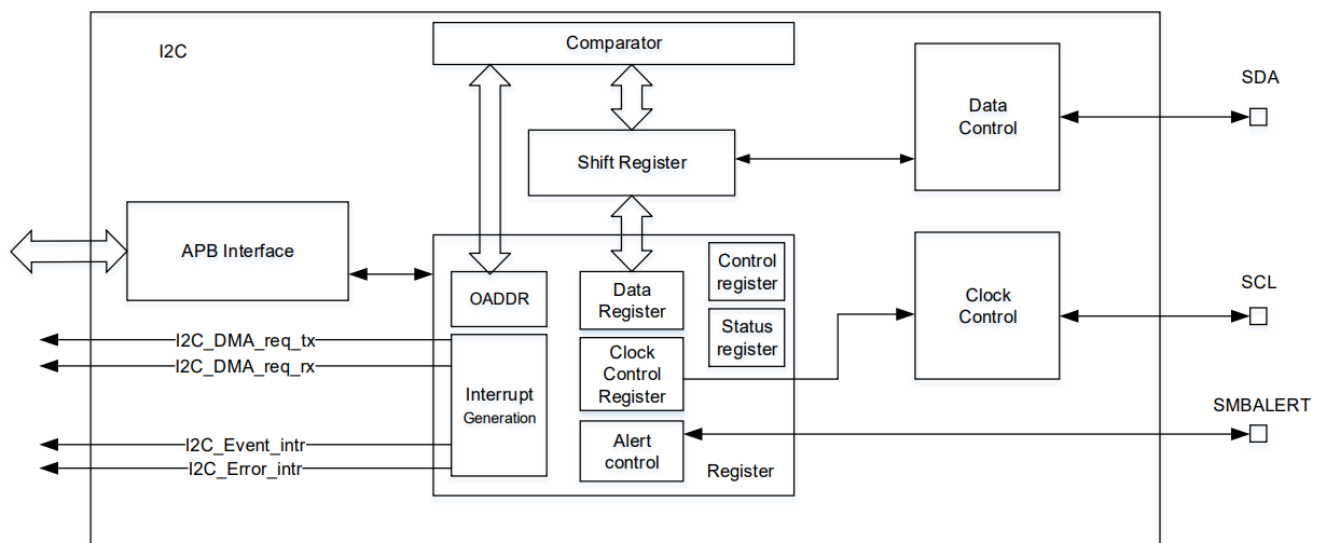 I2C
Comparator
SDA
Data
Control
Shift Register
APB Interface
Control
register
SCL
OADDR
Data
Register
Clock
Control
Status
register
I2C_DMA_req_tx
I2C_DMA_req_rx
Clock
Control
Register
Interrupt
Generation
SMBALERT
I2C_Event_intr
I2C_Error_intr
Alert
control
Register